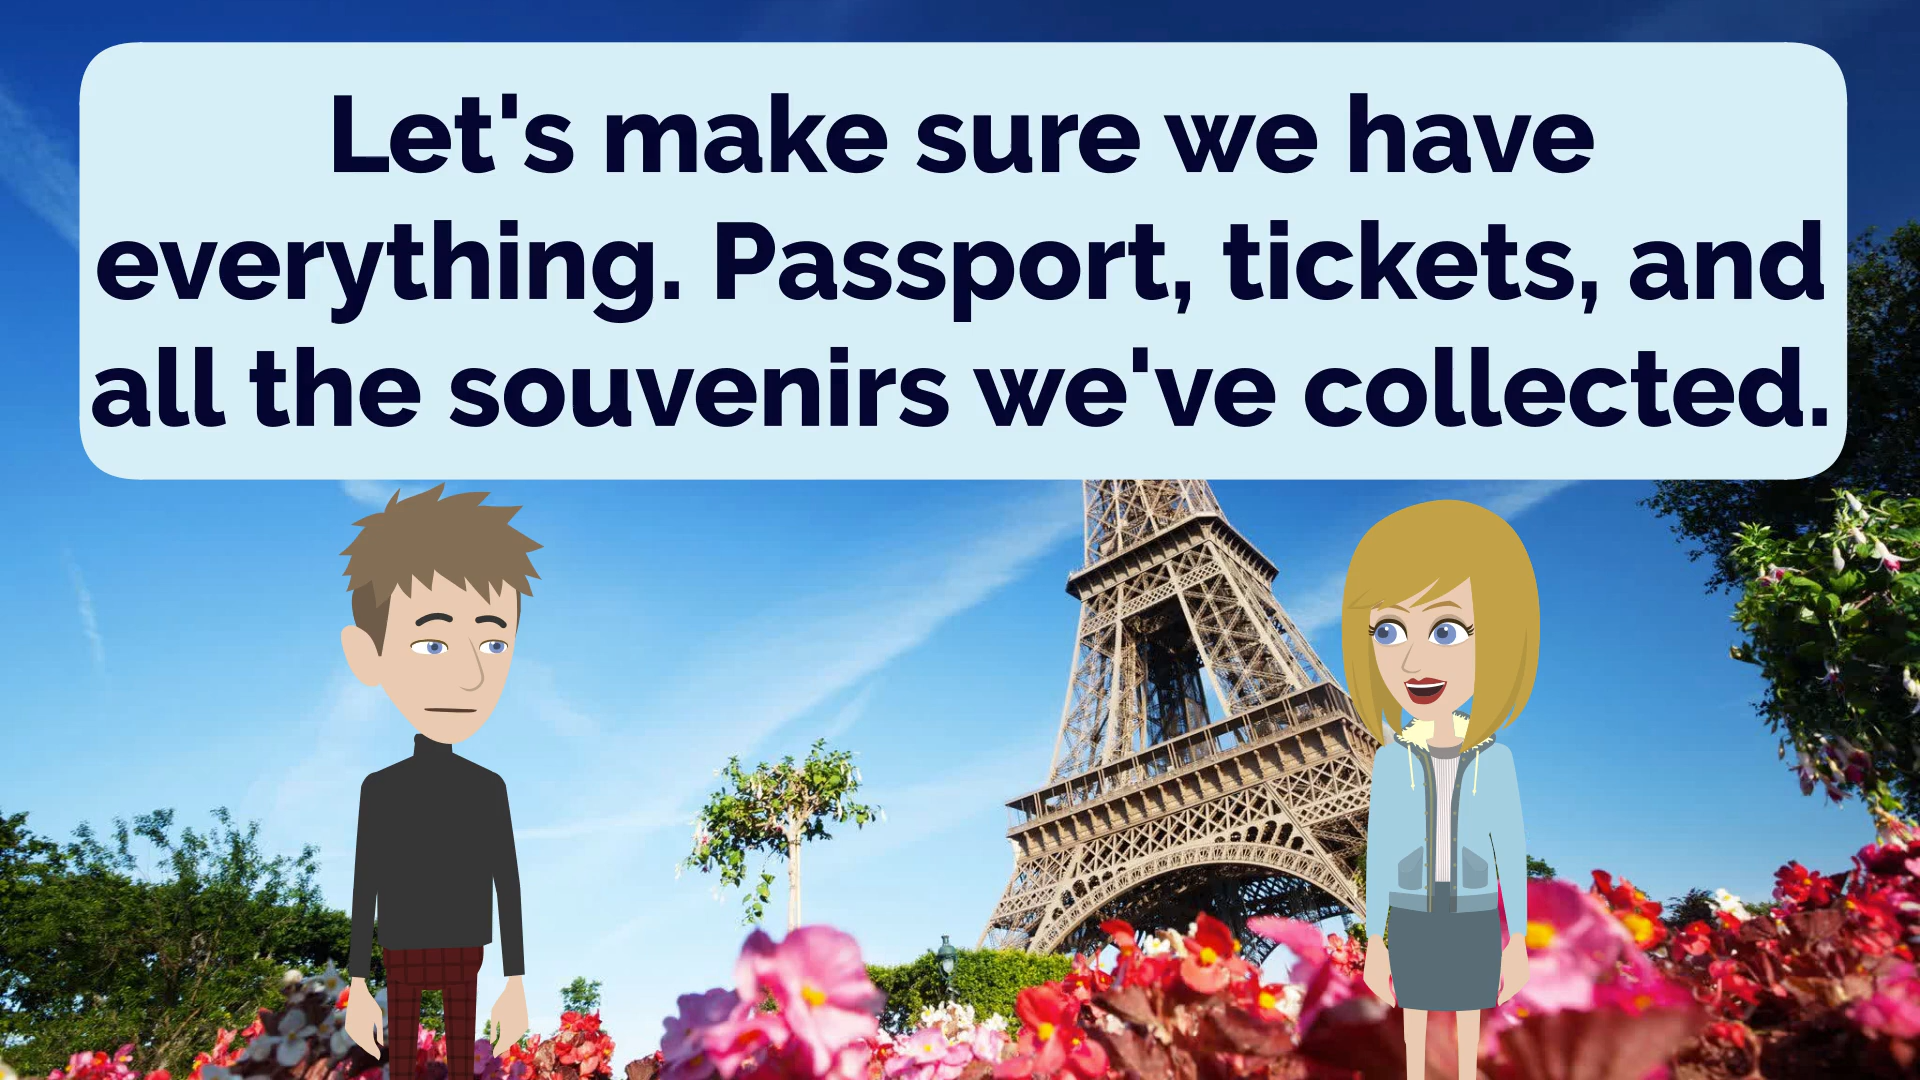 Let's make sure we have
everything. Passport, tickets, and
all the souvenirs we've collected.